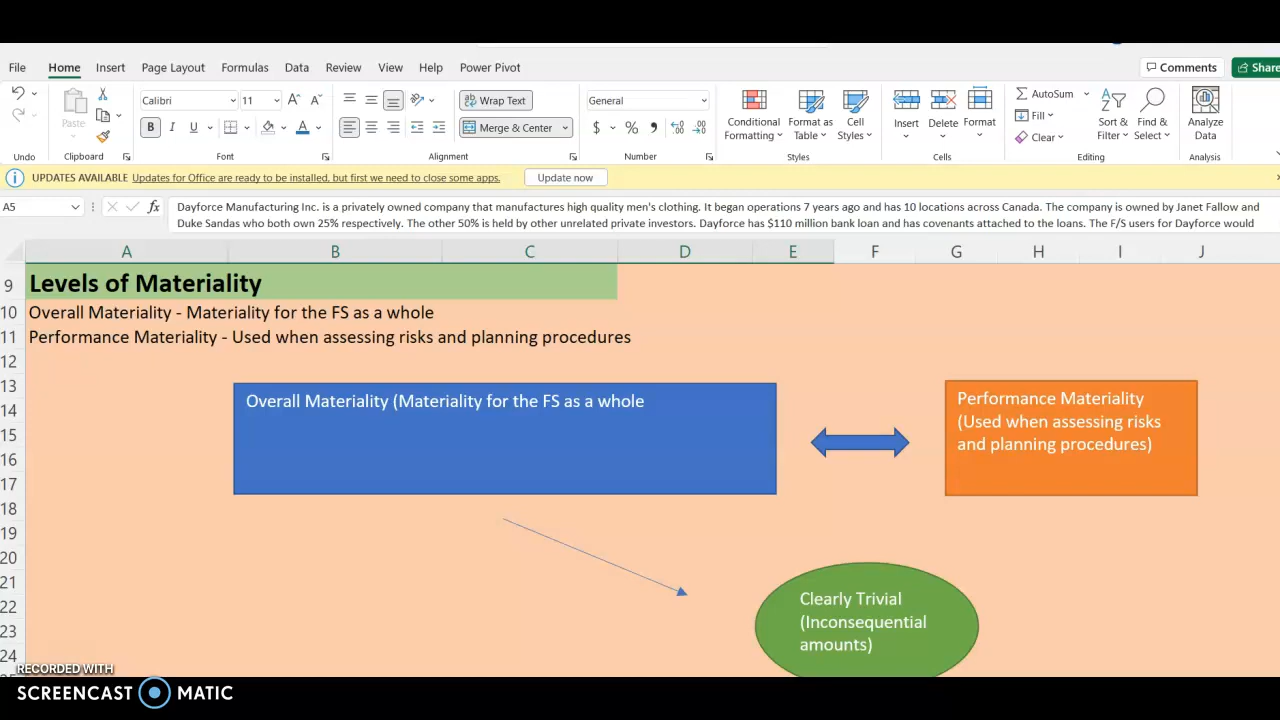 File Home Insert Page Layout Formulas Data Review View Help Power Pivot Comments Share
Calibri 11 A A Wrap Text General AutoSum
Paste B I U A Merge & Center $ % Conditional Formatting Format as Table Cell Styles Insert Delete Format Fill Clear Sort & Filter Find & Select Analyze Data
Undo Clipboard Font Alignment Number Styles Cells Editing Analysis
UPDATES AVAILABLE Updates for Office are ready to be installed, but first we need to close some apps. Update now
A5 fx Dayforce Manufacturing Inc. is a privately owned company that manufactures high quality men's clothing. It began operations 7 years ago and has 10 locations across Canada. The company is owned by Janet Fallow and
Duke Sandas who both own 25% respectively. The other 50% is held by other unrelated private investors. Dayforce has $110 million bank loan and has covenants attached to the loans. The F/S users for Dayforce would
A B C D E F G H I J
9 Levels of Materiality
10 Overall Materiality - Materiality for the FS as a whole
11 Performance Materiality - Used when assessing risks and planning procedures
12
13
14
15
16
17
18
19
20
21
22
23
24
Overall Materiality (Materiality for the FS as a whole
Performance Materiality
(Used when assessing risks
and planning procedures)
Clearly Trivial
(Inconsequential
amounts)
RECORDED WITH
SCREENCAST MATIC